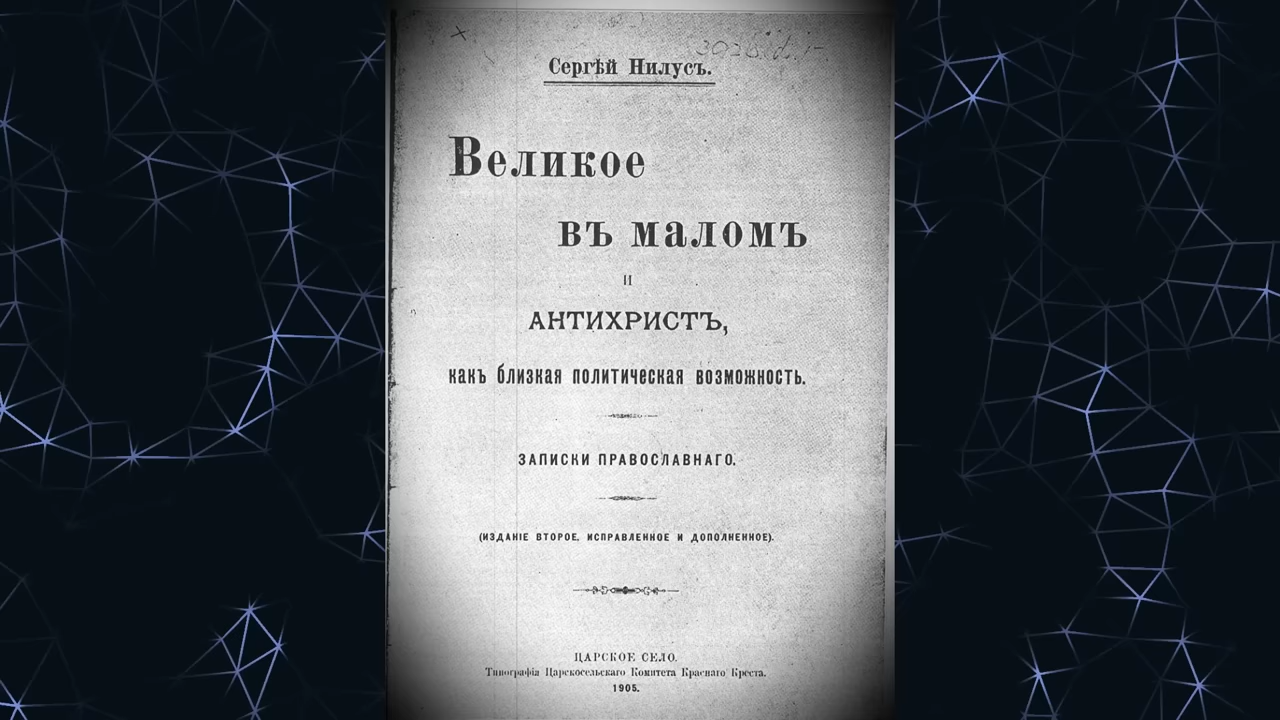 Сергѣй Нилусъ.
Великое
въ маломъ
и
АНТИХРИСТЪ,
какъ близкая политическая возможность.
ЗАПИСКИ ПРАВОСЛАВНАГО.
(ИЗДАНІЕ ВТОРОЕ, ИСПРАВЛЕННОЕ И ДОПОЛНЕННОЕ).
ЦАРСКОЕ СЕЛО.
Типографія Царскосельскаго Комитета Краснаго Креста.
1905.